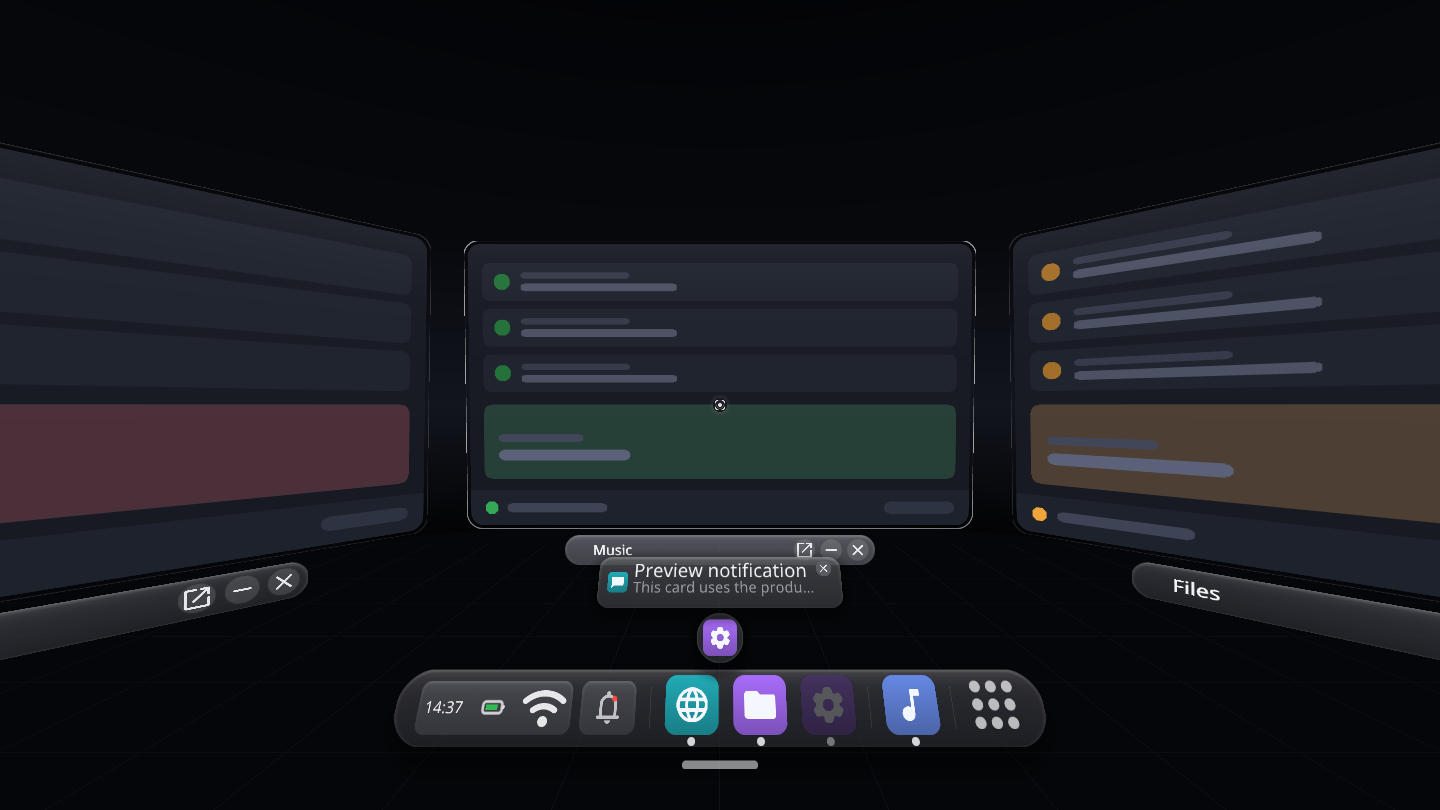 Music
Preview notification
This card uses the produ...
Files
14:37